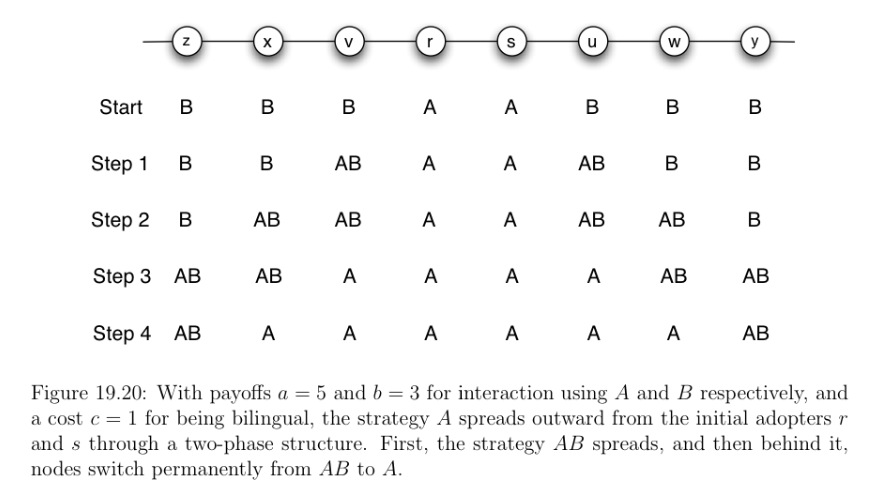 z x v r s u w y
Start B B B A A B B B
Step 1 B B AB A A AB B B
Step 2 B AB AB A A AB AB B
Step 3 AB AB A A A A AB AB
Step 4 AB A A A A A A AB
Figure 19.20: With payoffs a = 5 and b = 3 for interaction using A and B respectively, and
a cost c = 1 for being bilingual, the strategy A spreads outward from the initial adopters r
and s through a two-phase structure. First, the strategy AB spreads, and then behind it,
nodes switch permanently from AB to A.